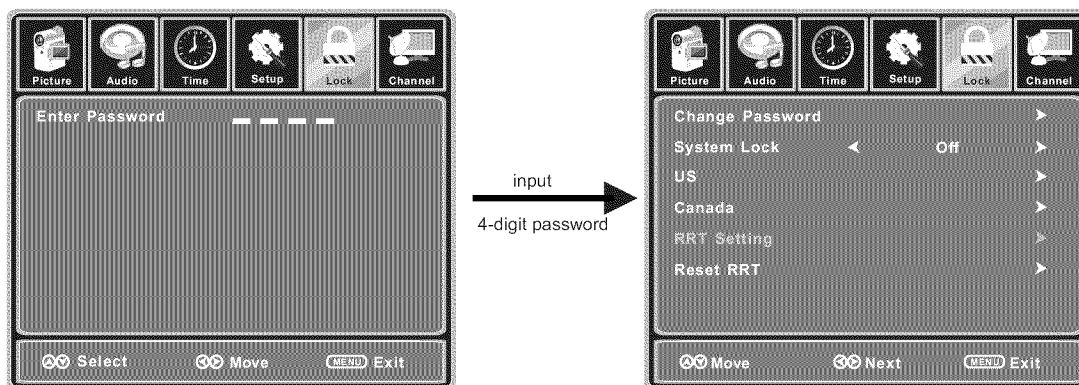 Picture Audio Time Setup Lock Channel
Enter Password _ _ _ _
Select Move MENU Exit
input
4-digit password
Picture Audio Time Setup Lock Channel
Change Password
System Lock Off
US
Canada
RRT Setting
Reset RRT
Move Next MENU Exit